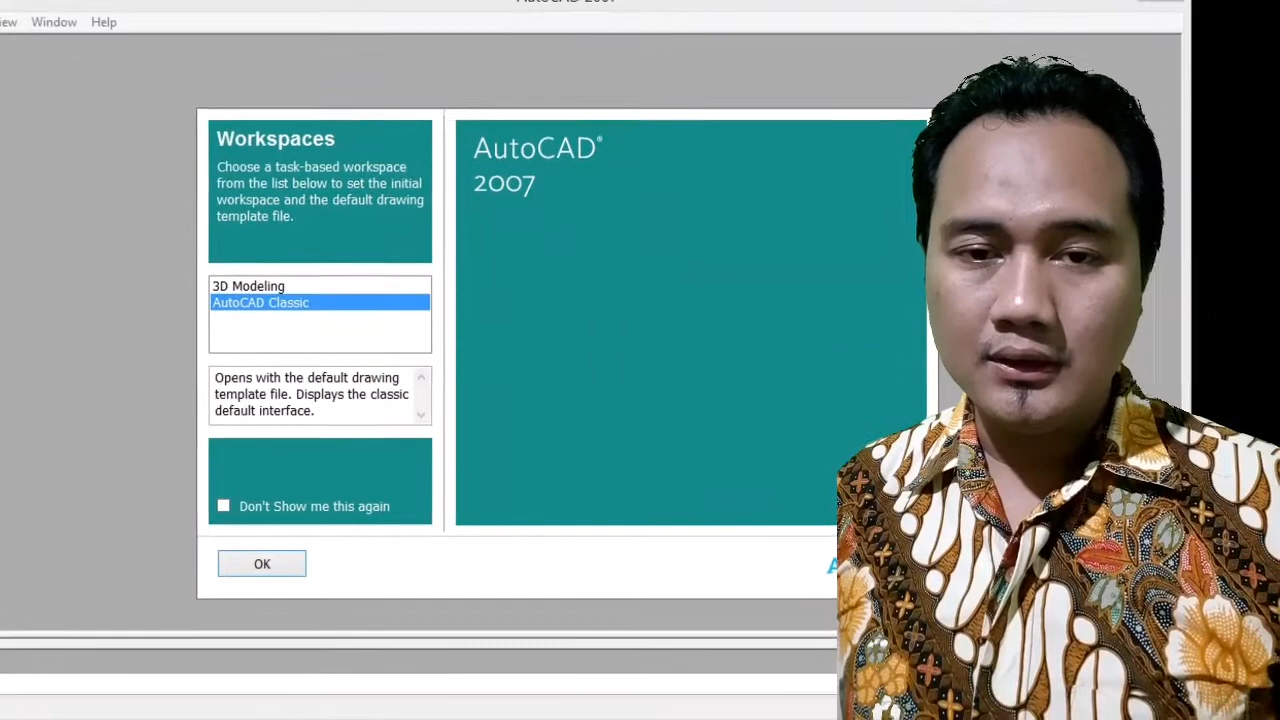 Window Help
Workspaces
Choose a task-based workspace
from the list below to set the initial
workspace and the default drawing
template file.
3D Modeling
AutoCAD Classic
Opens with the default drawing
template file. Displays the classic
default interface.
Don't Show me this again
OK
AutoCAD®
2007